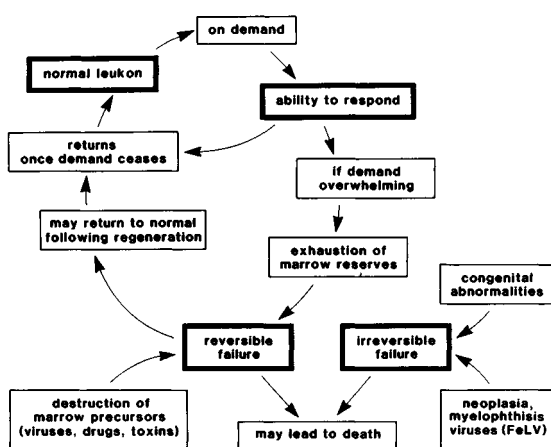 on demand
normal leukon
ability to respond
returns
once demand ceases
if demand
overwhelming
may return to normal
following regeneration
exhaustion of
marrow reserves
congenital
abnormalities
reversible
failure
irreversible
failure
destruction of
marrow precursors
(viruses, drugs, toxins)
may lead to death
neoplasia,
myelophthisis
viruses (FeLV)